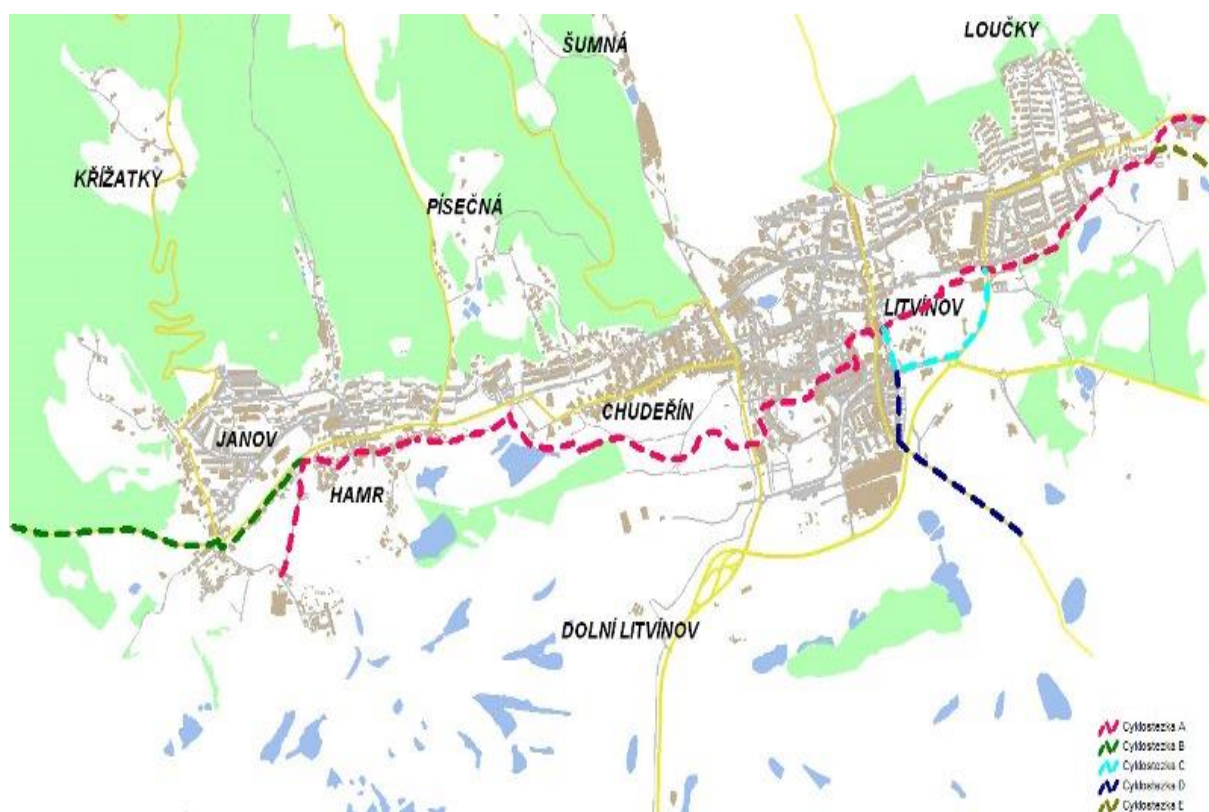 LOUČKY
ŠUMNÁ
KŘÍŽATKY
PÍSEČNÁ
LITVÍNOV
CHUDEŘÍN
JANOV
HAMR
DOLNÍ LITVÍNOV
Cyklostezka A
Cyklostezka B
Cyklostezka C
Cyklostezka D
Cyklostezka E